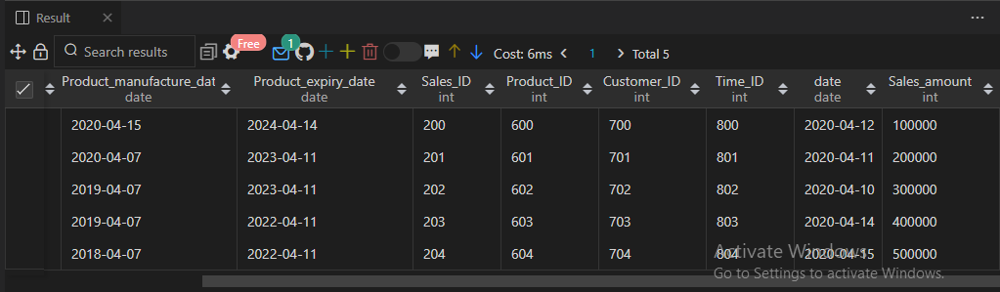 Result
Search results
Free
1
Cost: 6ms
1
Total 5
Product_manufacture_dat Product_expiry_date Sales_ID Product_ID Customer_ID Time_ID date Sales_amount
date date int int int int date int
2020-04-15 2024-04-14 200 600 700 800 2020-04-12 100000
2020-04-07 2023-04-11 201 601 701 801 2020-04-11 200000
2019-04-07 2023-04-11 202 602 702 802 2020-04-10 300000
2019-04-07 2022-04-11 203 603 703 803 2020-04-14 400000
2018-04-07 2022-04-11 204 604 704 804 2020-04-15 500000
Activate Windows
Go to Settings to activate Windows.